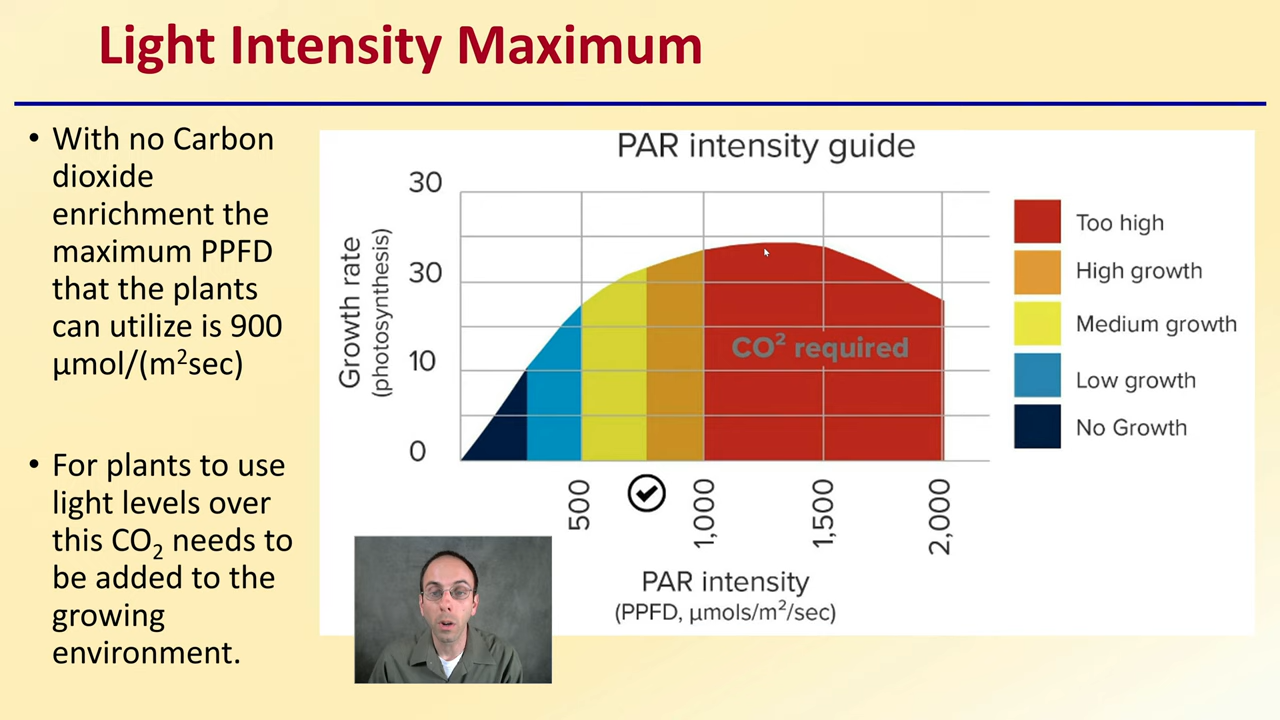 Light Intensity Maximum
• With no Carbon
dioxide
enrichment the
maximum PPFD
that the plants
can utilize is 900
µmol/(m²sec)
• For plants to use
light levels over
this CO₂ needs to
be added to the
growing
environment.
PAR intensity guide
Growth rate
(photosynthesis)
30
30
10
0
CO² required
500
1,000
1,500
2,000
PAR intensity
(PPFD, µmols/m²/sec)
Too high
High growth
Medium growth
Low growth
No Growth